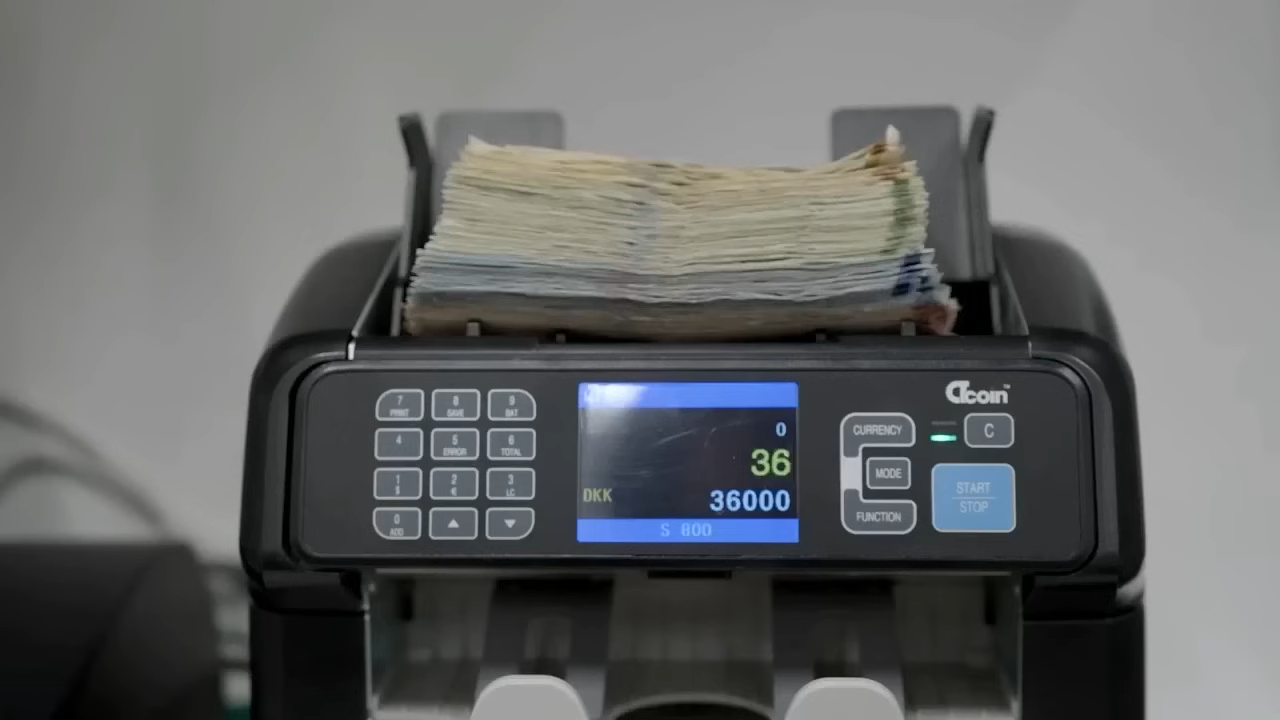 CTcoin™
7 PRINT 8 SAVE 9 BAT
4 5 ERROR 6 TOTAL
1 $ 2 € 3 LC
0 ADD
0
36
DKK 36000
S 800
CURRENCY
MODE
FUNCTION
C
START
STOP